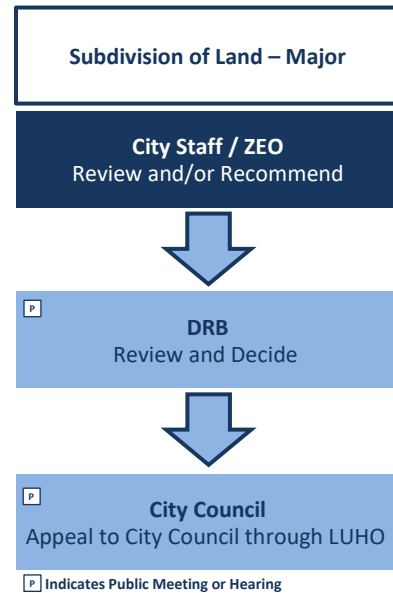 Subdivision of Land – Major
City Staff / ZEO
Review and/or Recommend
P
DRB
Review and Decide
P
City Council
Appeal to City Council through LUHO
P Indicates Public Meeting or Hearing